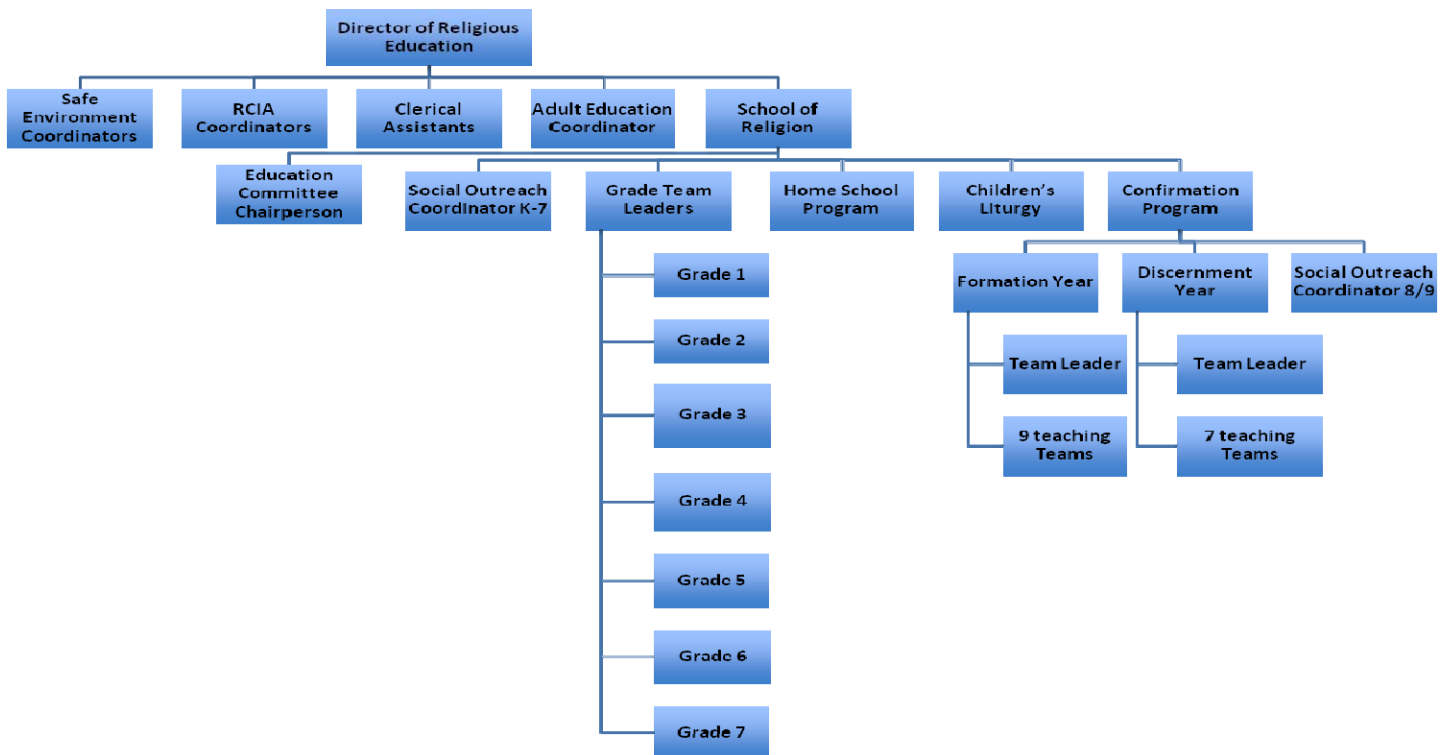 Director of Religious
Education
Safe
Environment
Coordinators
RCIA
Coordinators
Clerical
Assistants
Adult Education
Coordinator
School of
Religion
Education
Committee
Chairperson
Social Outreach
Coordinator K-7
Grade Team
Leaders
Home School
Program
Children's
Liturgy
Confirmation
Program
Grade 1
Grade 2
Grade 3
Grade 4
Grade 5
Grade 6
Grade 7
Formation Year
Discernment
Year
Social Outreach
Coordinator 8/9
Team Leader
9 teaching
Teams
Team Leader
7 teaching
Teams